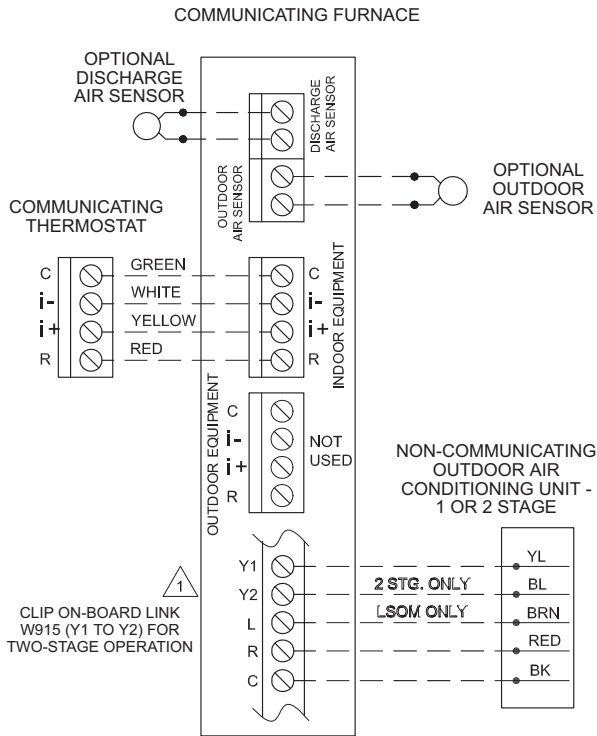 COMMUNICATING FURNACE
OPTIONAL
DISCHARGE
AIR SENSOR
DISCHARGE
AIR SENSOR
OUTDOOR
AIR SENSOR
OPTIONAL
OUTDOOR
AIR SENSOR
COMMUNICATING
THERMOSTAT
C
i-
i+
R
GREEN
WHITE
YELLOW
RED
C
i-
i+
R
INDOOR EQUIPMENT
OUTDOOR EQUIPMENT
C
i-
i+
R
NOT
USED
NON-COMMUNICATING
OUTDOOR AIR
CONDITIONING UNIT -
1 OR 2 STAGE
1
CLIP ON-BOARD LINK
W915 (Y1 TO Y2) FOR
TWO-STAGE OPERATION
Y1
Y2
L
R
C
2 STG. ONLY
LSOM ONLY
YL
BL
BRN
RED
BK